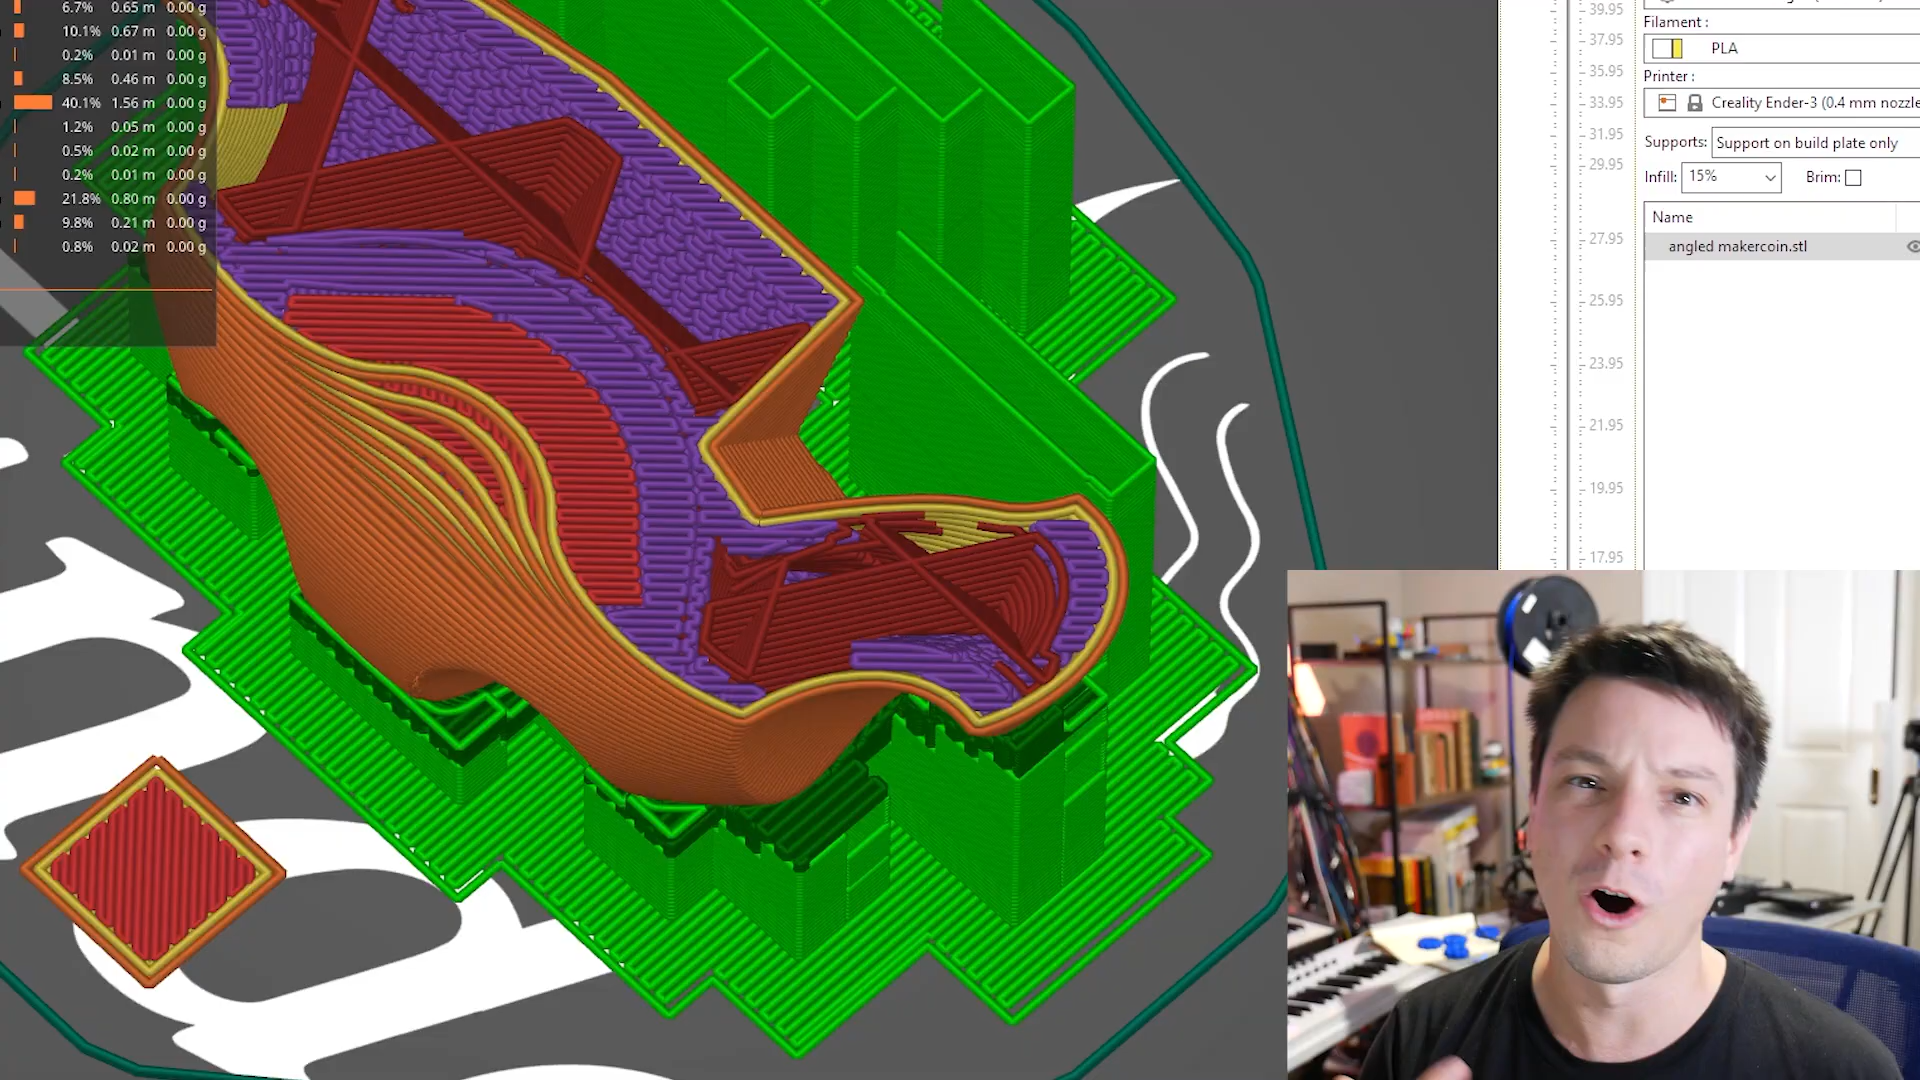 6.7% 0.65 m 0.00 g
10.1% 0.67 m 0.00 g
0.2% 0.01 m 0.00 g
8.5% 0.46 m 0.00 g
40.1% 1.56 m 0.00 g
1.2% 0.05 m 0.00 g
0.5% 0.02 m 0.00 g
0.2% 0.01 m 0.00 g
21.8% 0.80 m 0.00 g
9.8% 0.21 m 0.00 g
0.8% 0.02 m 0.00 g
39.95
37.95
35.95
33.95
31.95
29.95
27.95
25.95
23.95
21.95
19.95
17.95
Filament :
PLA
Printer :
Creality Ender-3 (0.4 mm nozzle
Supports: Support on build plate only
Infill: 15% Brim:
Name
angled makercoin.stl